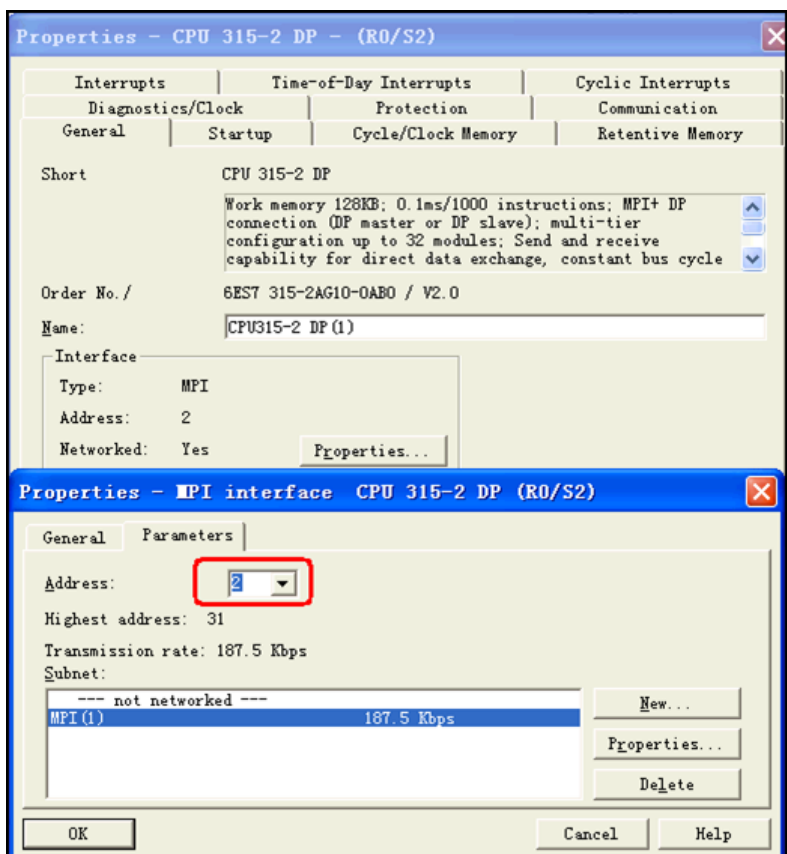 Properties - CPU 315-2 DP - (R0/S2)
Interrupts Time-of-Day Interrupts Cyclic Interrupts
Diagnostics/Clock Protection Communication
General Startup Cycle/Clock Memory Retentive Memory
Short CPU 315-2 DP
Work memory 128KB; 0.1ms/1000 instructions; MPI+ DP
connection (DP master or DP slave); multi-tier
configuration up to 32 modules; Send and receive
capability for direct data exchange, constant bus cycle
Order No./ 6ES7 315-2AG10-0AB0 / V2.0
Name: CPU315-2 DP(1)
Interface
Type: MPI
Address: 2
Networked: Yes Properties...
Properties - MPI interface CPU 315-2 DP (R0/S2)
General Parameters
Address: 2
Highest address: 31
Transmission rate: 187.5 Kbps
Subnet:
--- not networked ---
MPI(1) 187.5 Kbps
New...
Properties...
Delete
OK Cancel Help